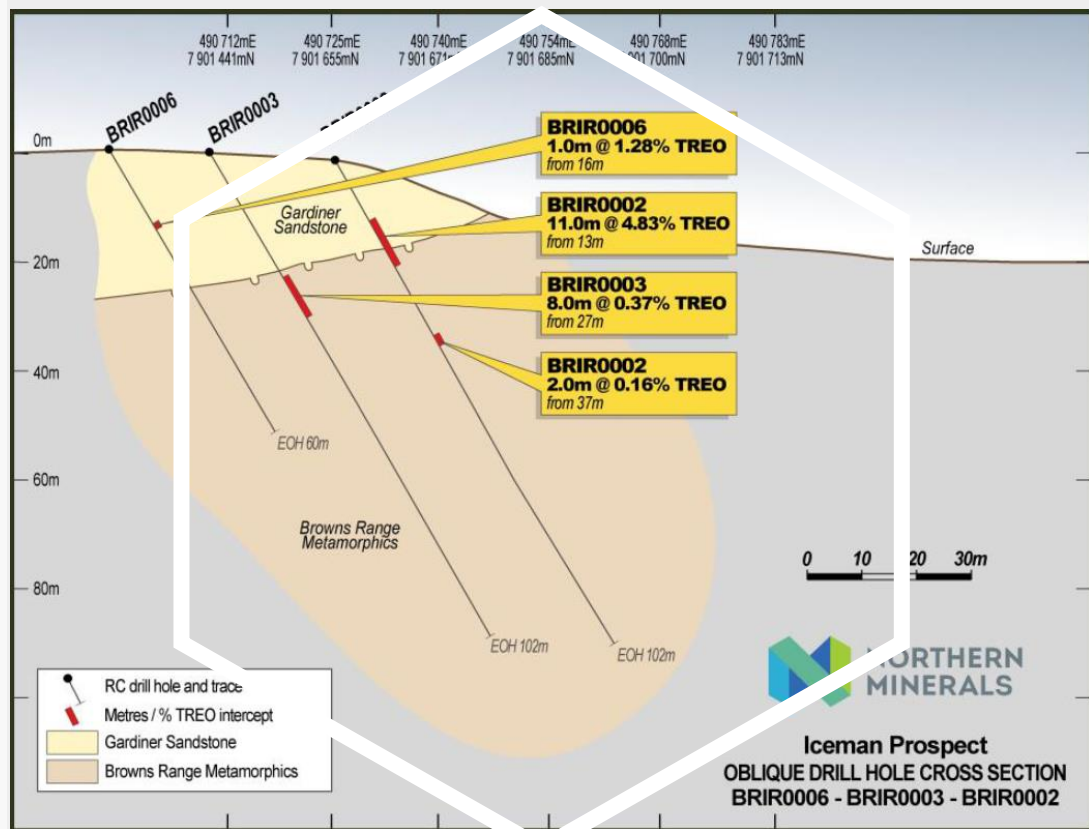 490 712mE
7 901 441mN
490 725mE
7 901 655mN
490 740mE
7 901 671mN
490 754mE
7 901 685mN
490 768mE
901 700mN
490 783mE
7 901 713mN
BRIR0006
BRIR0003
0m
20m
40m
60m
80m
BRIR0006
1.0m @ 1.28% TREO
from 16m
BRIR0002
11.0m @ 4.83% TREO
from 13m
BRIR0003
8.0m @ 0.37% TREO
from 27m
BRIR0002
2.0m @ 0.16% TREO
from 37m
Gardiner
Sandstone
Surface
EOH 60m
Browns Range
Metamorphics
EOH 102m
EOH 102m
0 10 20 30m
RC drill hole and trace
Metres / % TREO intercept
Gardiner Sandstone
Browns Range Metamorphics
NORTHERN
MINERALS
Iceman Prospect
OBLIQUE DRILL HOLE CROSS SECTION
BRIR0006 - BRIR0003 - BRIR0002